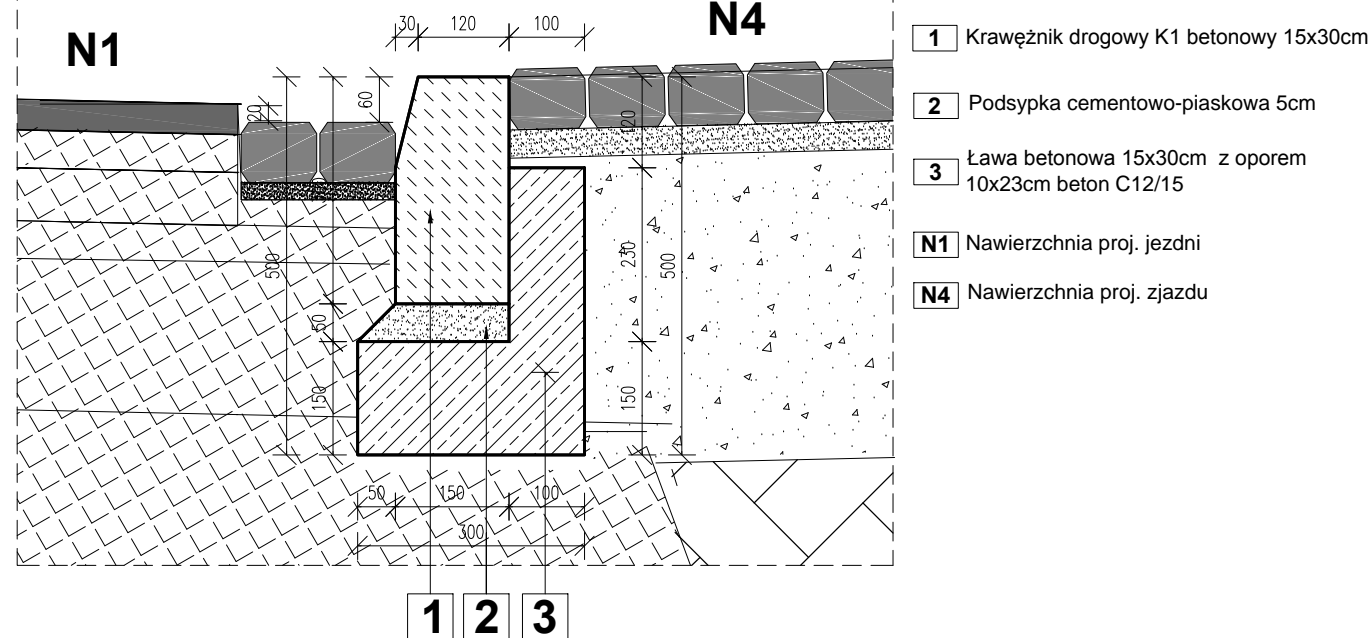 30 120 100
N1
N4
20
60
120
500
50
150
230
500
150
50 150 100
300
1 2 3
1 Krawężnik drogowy K1 betonowy 15x30cm
2 Podsypka cementowo-piaskowa 5cm
3 Ława betonowa 15x30cm z oporem
10x23cm beton C12/15
N1 Nawierzchnia proj. jezdni
N4 Nawierzchnia proj. zjazdu